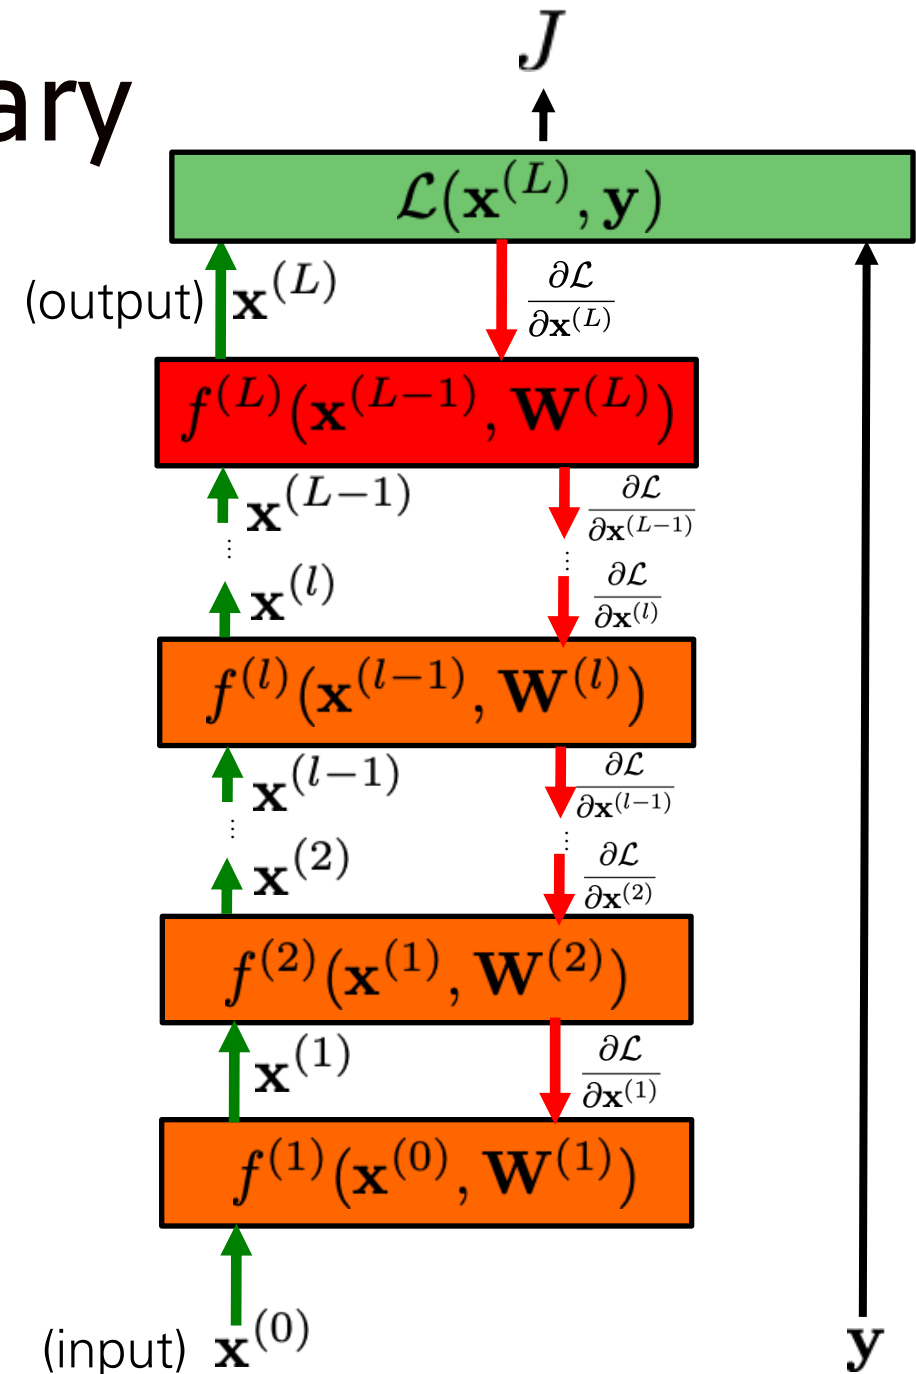 J
ary
ℒ(x^(L), y)
(output) x^(L) ∂ℒ/∂x^(L)
f^(L)(x^(L−1), W^(L))
x^(L−1) ∂ℒ/∂x^(L−1)
⋮ ⋮
x^(l) ∂ℒ/∂x^(l)
f^(l)(x^(l−1), W^(l))
x^(l−1) ∂ℒ/∂x^(l−1)
⋮ ⋮
x^(2) ∂ℒ/∂x^(2)
f^(2)(x^(1), W^(2))
x^(1) ∂ℒ/∂x^(1)
f^(1)(x^(0), W^(1))
(input) x^(0) y